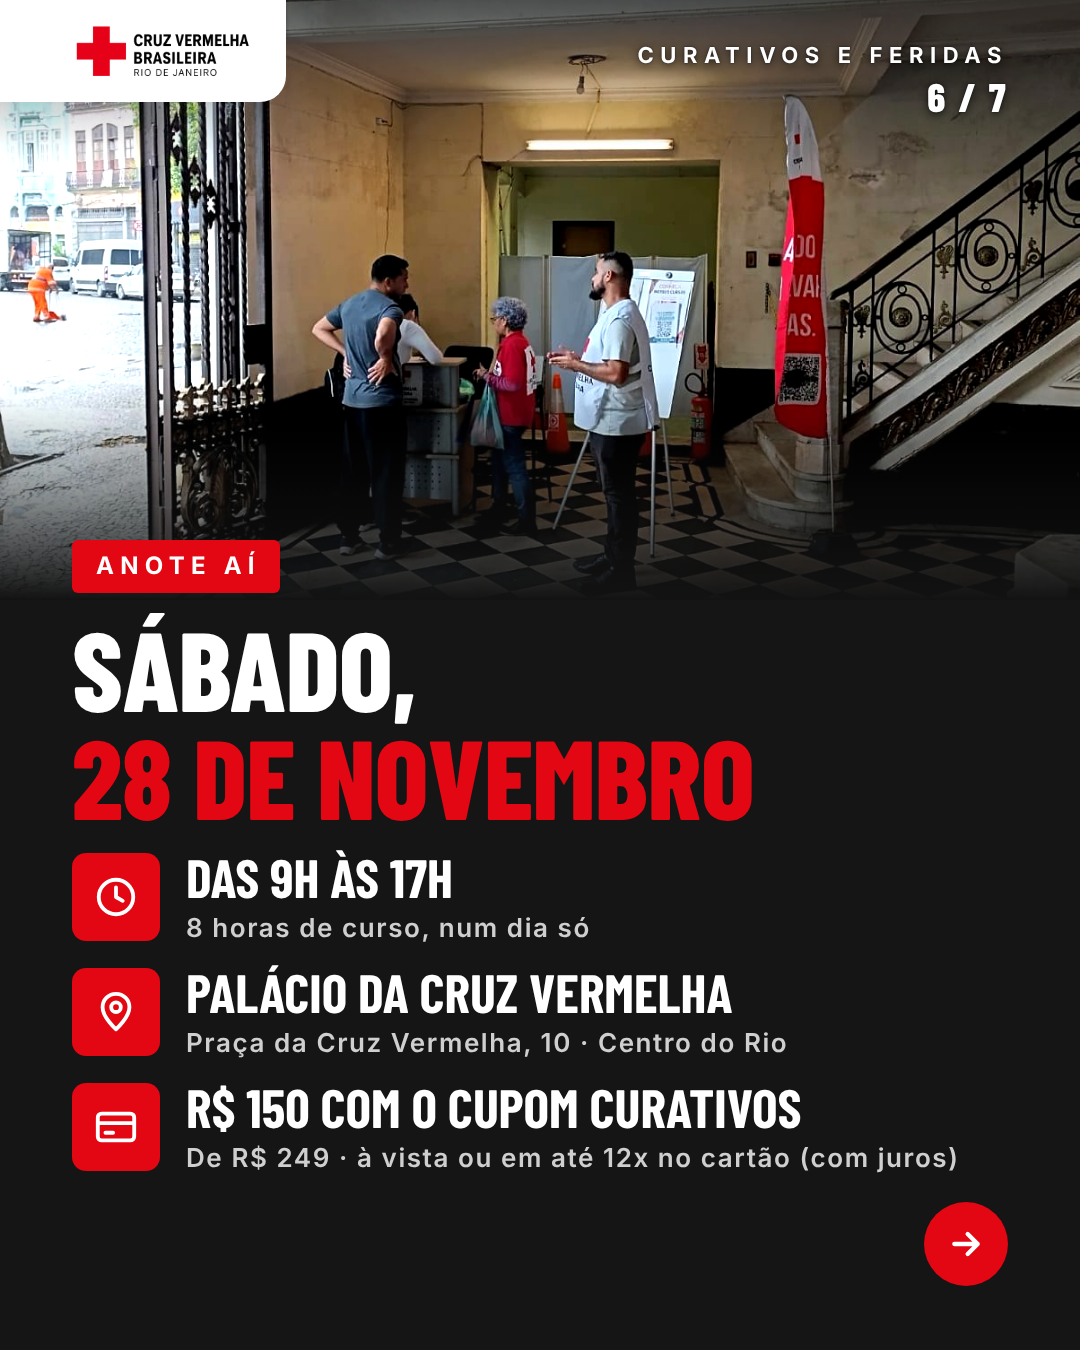 CRUZ VERMELHA
BRASILEIRA
RIO DE JANEIRO
CURATIVOS E FERIDAS
6 / 7
ANOTE AÍ
SÁBADO,
28 DE NOVEMBRO
DAS 9H ÀS 17H
8 horas de curso, num dia só
PALÁCIO DA CRUZ VERMELHA
Praça da Cruz Vermelha, 10 · Centro do Rio
R$ 150 COM O CUPOM CURATIVOS
De R$ 249 · à vista ou em até 12x no cartão (com juros)